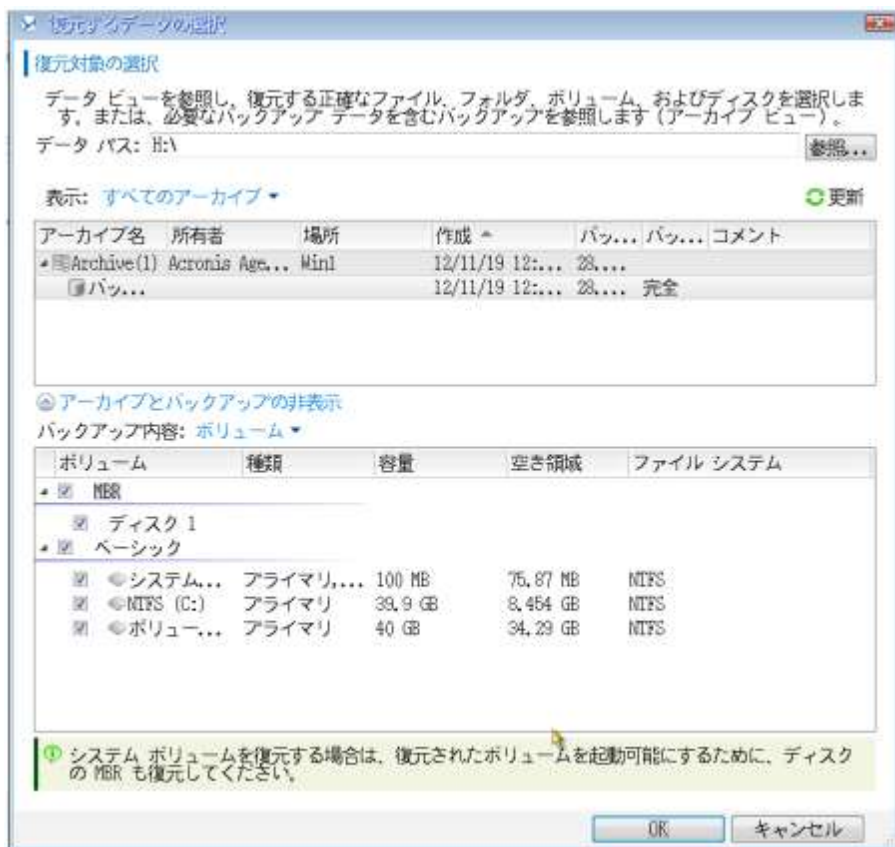 復元するデータの選択
復元対象の選択
データ ビューを参照し、復元する正確なファイル、フォルダ、ボリューム、およびディスクを選択しま
す。または、必要なバックアップ データを含むバックアップを参照します (アーカイブ ビュー)。
データ パス: H:\ 参照...
表示: すべてのアーカイブ 更新
アーカイブ名 所有者 場所 作成 バッ... バッ... コメント
Archive(1) Acronis Age... Win1 12/11/19 12:... 28....
バッ... 12/11/19 12:... 28.... 完全
アーカイブとバックアップの非表示
バックアップ内容: ボリューム
ボリューム 種類 容量 空き領域 ファイル システム
MBR
ディスク 1
ベーシック
システム... プライマリ,... 100 MB 75.87 MB NTFS
NTFS (C:) プライマリ 39.9 GB 8.454 GB NTFS
ボリュー... プライマリ 40 GB 34.29 GB NTFS
システム ボリュームを復元する場合は、復元されたボリュームを起動可能にするために、ディスク
の MBR も復元してください。
OK キャンセル